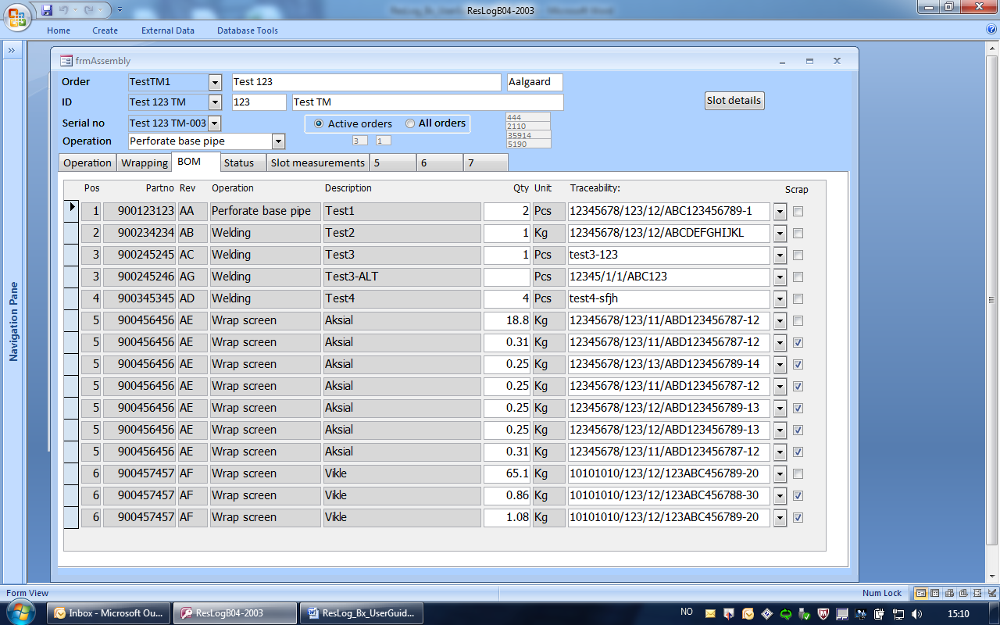 ResLogB04-2003
Home Create External Data Database Tools
»
frmAssembly
Order TestTM1 Test 123 Aalgaard
ID Test 123 TM 123 Test TM Slot details
Serial no Test 123 TM-003 Active orders All orders 444
2110
Operation Perforate base pipe 3 1 35914
5190
Operation Wrapping BOM Status Slot measurements 5 6 7
Pos Partno Rev Operation Description Qty Unit Traceability: Scrap
1 900123123 AA Perforate base pipe Test1 2 Pcs 12345678/123/12/ABC123456789-1
2 900234234 AB Welding Test2 1 Kg 12345678/123/12/ABCDEFGHIJKL
3 900245245 AC Welding Test3 1 Pcs test3-123
3 900245246 AG Welding Test3-ALT Pcs 12345/1/1/ABC123
4 900345345 AD Welding Test4 4 Pcs test4-sfjh
5 900456456 AE Wrap screen Aksial 18.8 Kg 12345678/123/11/ABD123456787-12
5 900456456 AE Wrap screen Aksial 0.31 Kg 12345678/123/11/ABD123456787-12
5 900456456 AE Wrap screen Aksial 0.25 Kg 12345678/123/13/ABD123456789-14
5 900456456 AE Wrap screen Aksial 0.25 Kg 12345678/123/11/ABD123456787-12
5 900456456 AE Wrap screen Aksial 0.25 Kg 12345678/123/12/ABD123456789-13
5 900456456 AE Wrap screen Aksial 0.25 Kg 12345678/123/12/ABD123456789-13
5 900456456 AE Wrap screen Aksial 0.31 Kg 12345678/123/11/ABD123456787-12
6 900457457 AF Wrap screen Vikle 65.1 Kg 10101010/123/12/123ABC456789-20
6 900457457 AF Wrap screen Vikle 0.86 Kg 10101010/123/12/123ABC456788-30
6 900457457 AF Wrap screen Vikle 1.08 Kg 10101010/123/12/123ABC456789-20
Navigation Pane
Form View Num Lock
Inbox - Microsoft Ou... ResLogB04-2003 ResLog_Bx_UserGuid... NO 15:10